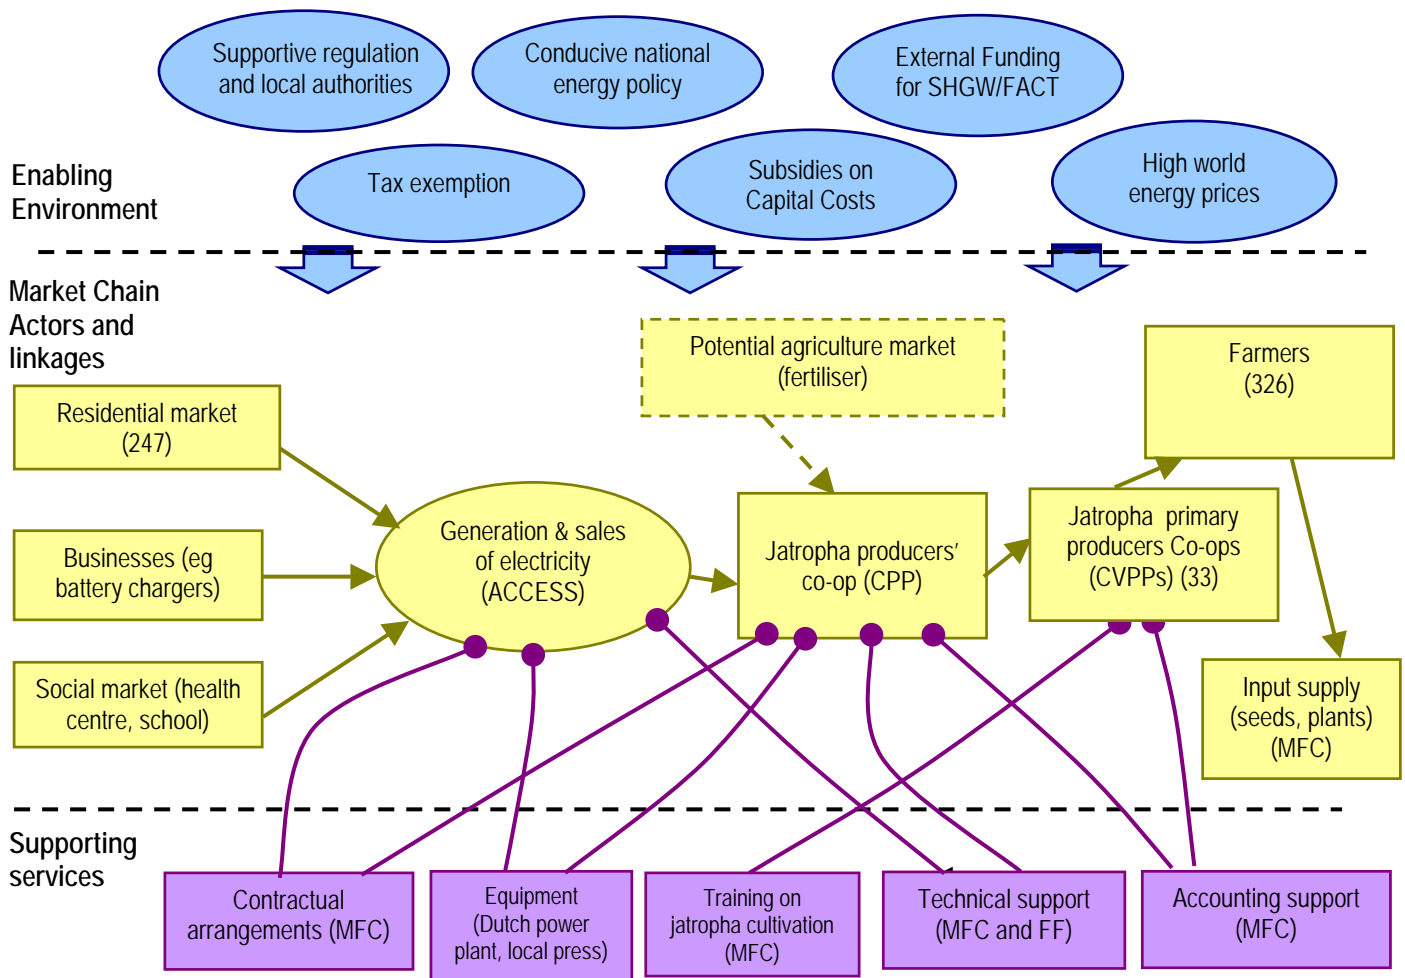 Supportive regulation
and local authorities
Conducive national
energy policy
External Funding
for SHGW/FACT
Enabling
Environment
Tax exemption
Subsidies on
Capital Costs
High world
energy prices
Market Chain
Actors and
linkages
Potential agriculture market
(fertiliser)
Farmers
(326)
Residential market
(247)
Businesses (eg
battery chargers)
Social market (health
centre, school)
Generation & sales
of electricity
(ACCESS)
Jatropha producers’
co-op (CPP)
Jatropha primary
producers Co-ops
(CVPPs) (33)
Input supply
(seeds, plants)
(MFC)
Supporting
services
Contractual
arrangements (MFC)
Equipment
(Dutch power
plant, local press)
Training on
jatropha cultivation
(MFC)
Technical support
(MFC and FF)
Accounting support
(MFC)